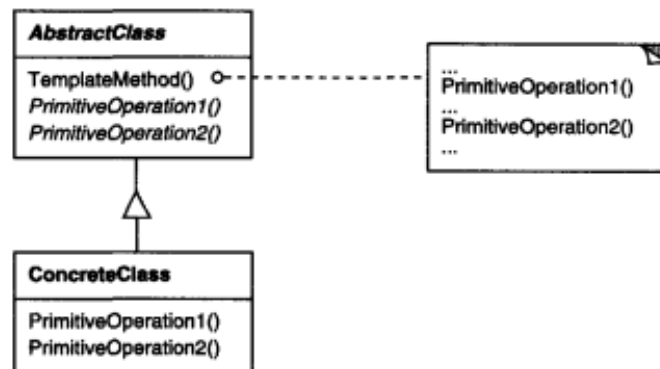 AbstractClass
TemplateMethod()
PrimitiveOperation1()
PrimitiveOperation2()
...
PrimitiveOperation1()
...
PrimitiveOperation2()
...
ConcreteClass
PrimitiveOperation1()
PrimitiveOperation2()